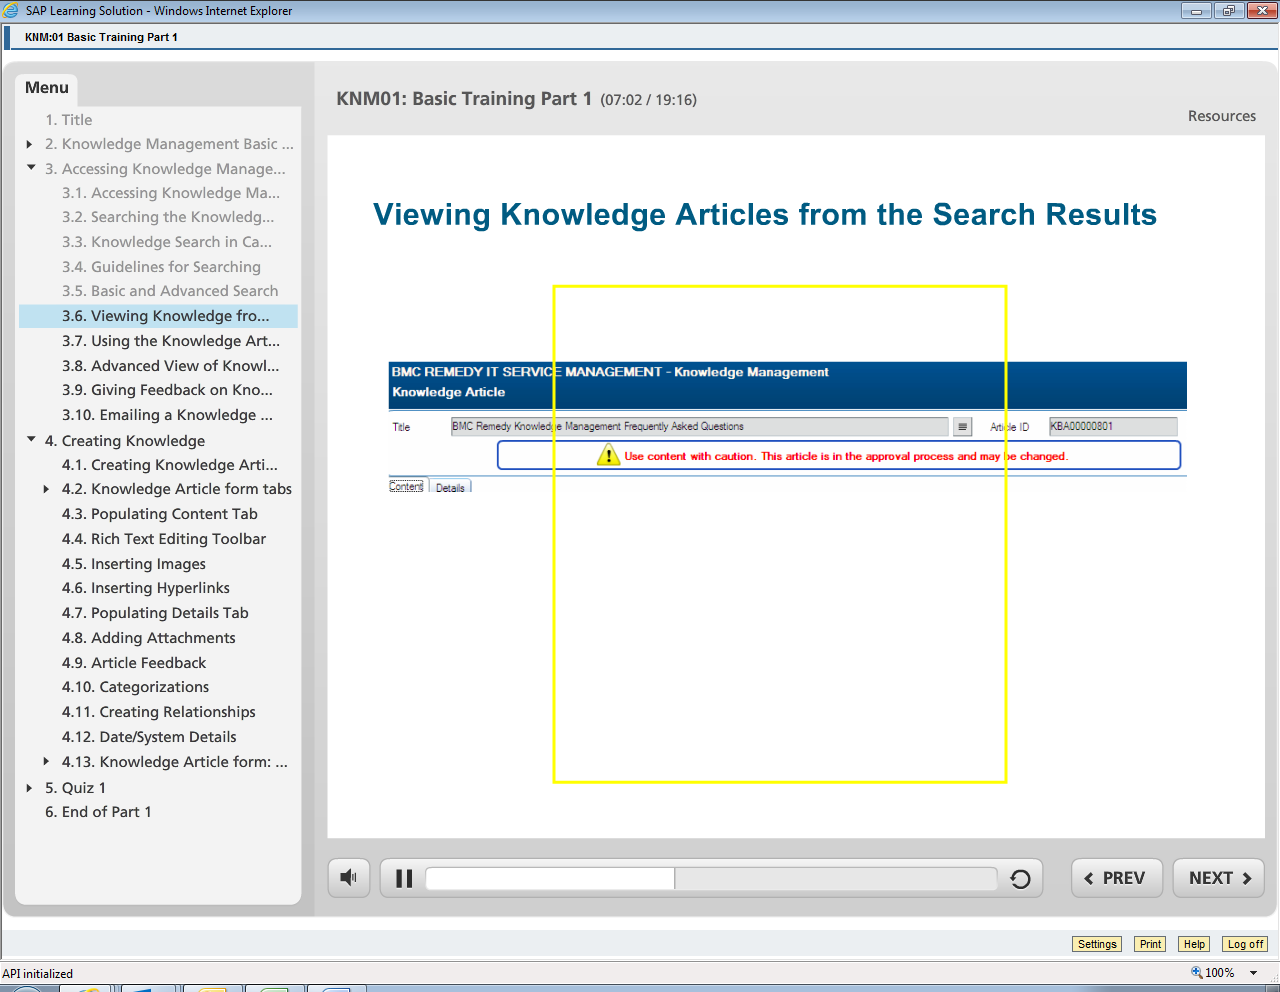 SAP Learning Solution - Windows Internet Explorer
KNM:01 Basic Training Part 1
Menu
1. Title
2. Knowledge Management Basic ...
3. Accessing Knowledge Manage...
3.1. Accessing Knowledge Ma...
3.2. Searching the Knowledg...
3.3. Knowledge Search in Ca...
3.4. Guidelines for Searching
3.5. Basic and Advanced Search
3.6. Viewing Knowledge fro...
3.7. Using the Knowledge Art...
3.8. Advanced View of Knowl...
3.9. Giving Feedback on Kno...
3.10. Emailing a Knowledge ...
4. Creating Knowledge
4.1. Creating Knowledge Arti...
4.2. Knowledge Article form tabs
4.3. Populating Content Tab
4.4. Rich Text Editing Toolbar
4.5. Inserting Images
4.6. Inserting Hyperlinks
4.7. Populating Details Tab
4.8. Adding Attachments
4.9. Article Feedback
4.10. Categorizations
4.11. Creating Relationships
4.12. Date/System Details
4.13. Knowledge Article form: ...
5. Quiz 1
6. End of Part 1
KNM01: Basic Training Part 1 (07:02 / 19:16)
Resources
Viewing Knowledge Articles from the Search Results
BMC REMEDY IT SERVICE MANAGEMENT - Knowledge Management
Knowledge Article
Title BMC Remedy Knowledge Management Frequently Asked Questions Article ID KBA00000801
Use content with caution. This article is in the approval process and may be changed.
Content Details
PREV NEXT
Settings Print Help Log off
API initialized 100%